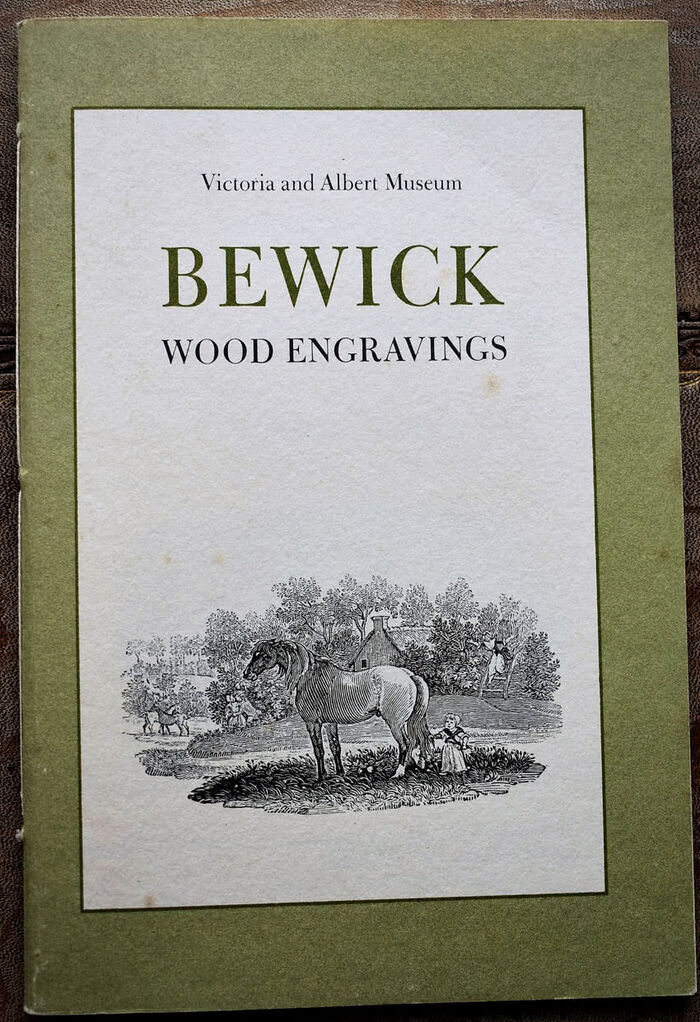 Victoria and Albert Museum
BEWICK
WOOD ENGRAVINGS